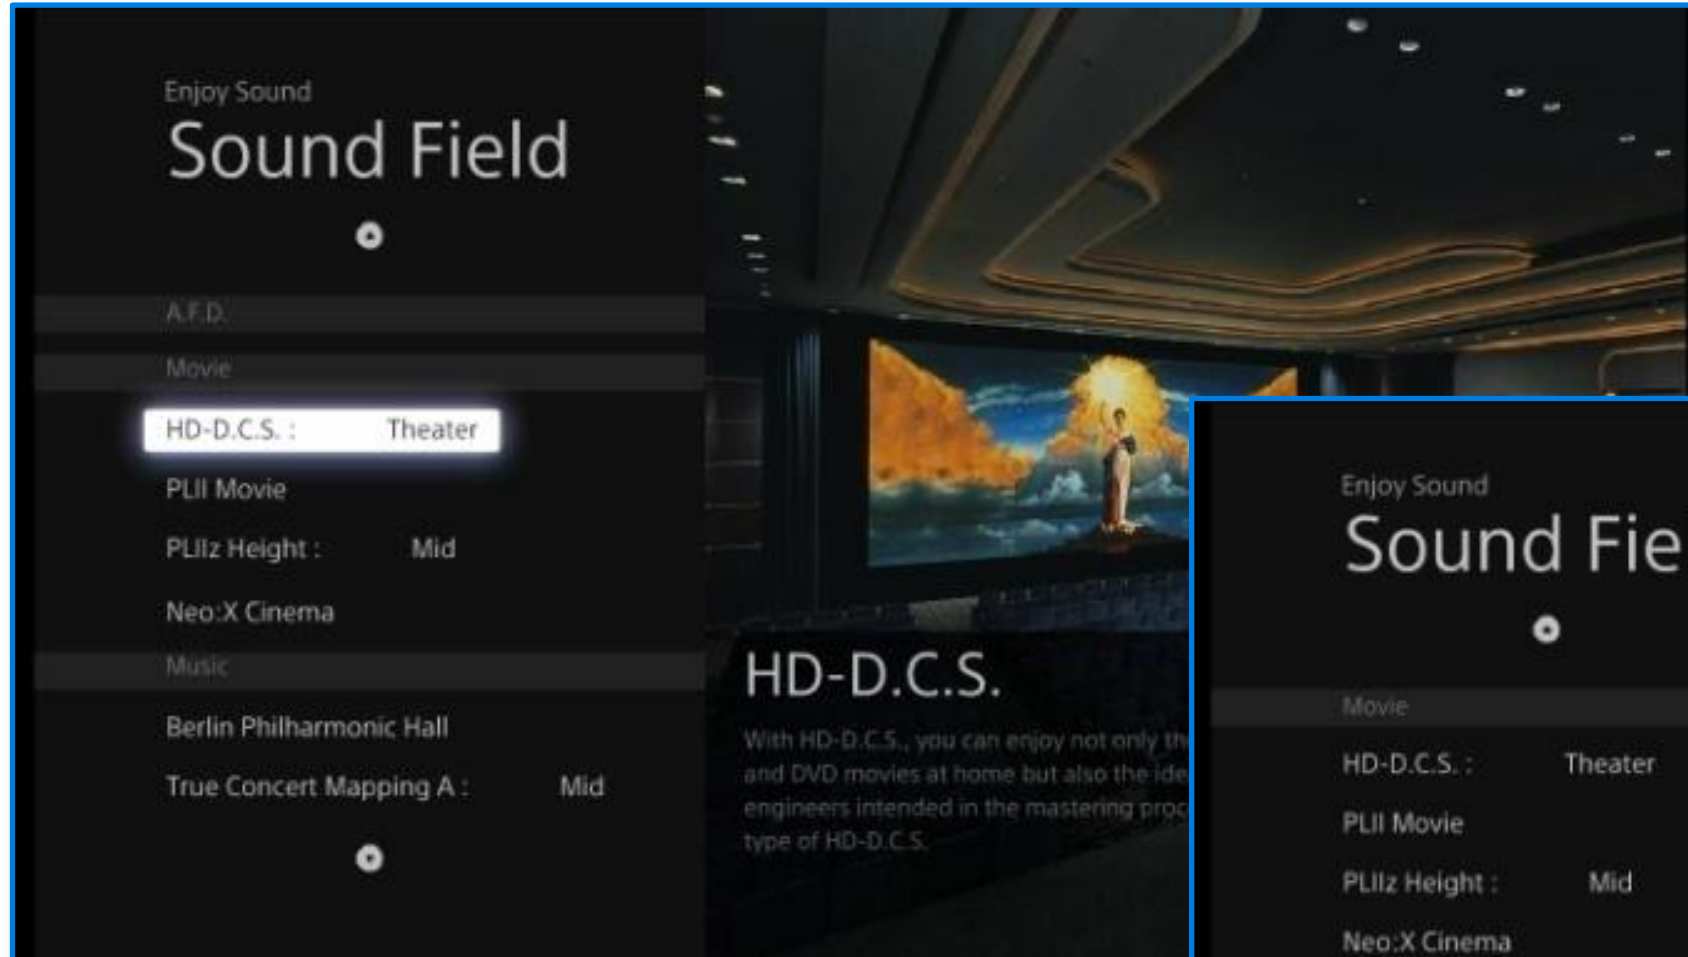 Enjoy Sound
Sound Field
A.F.D.
Movie
HD-D.C.S. : Theater
PLII Movie
PLIIz Height : Mid
Neo:X Cinema
Music
Berlin Philharmonic Hall
True Concert Mapping A : Mid
HD-D.C.S.
With HD-D.C.S., you can enjoy not only the
and DVD movies at home but also the
engineers intended in the mastering
type of HD-D.C.S.
Enjoy Sound
Sound Fie
Movie
HD-D.C.S. : Theater
PLII Movie
PLIIz Height : Mid
Neo:X Cinema